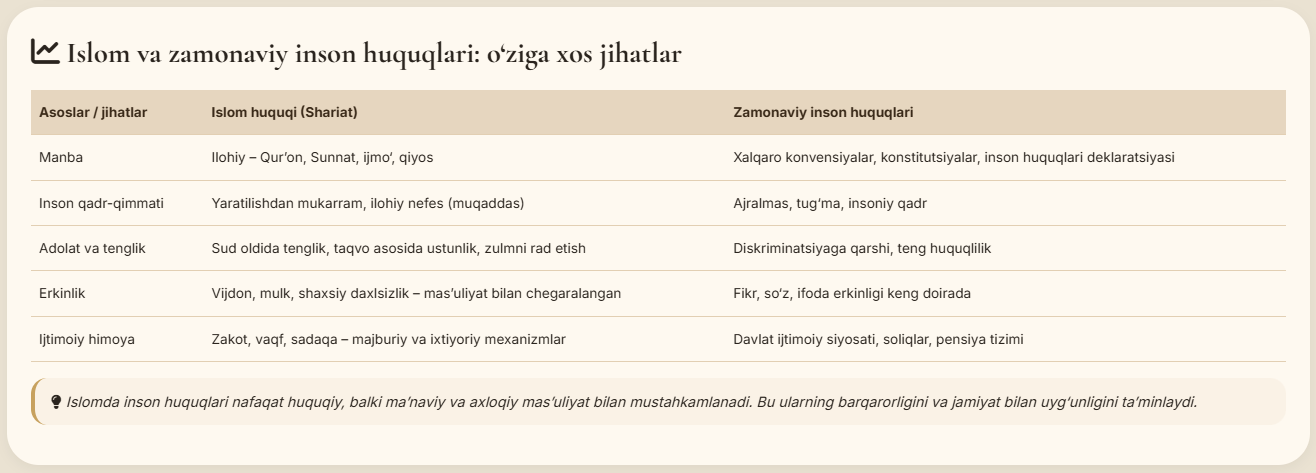 Islom va zamonaviy inson huquqlari: o‘ziga xos jihatlar
Asoslar / jihatlar Islom huquqi (Shariat) Zamonaviy inson huquqlari
Manba Ilohiy – Qur’on, Sunnat, ijmo‘, qiyos Xalqaro konvensiyalar, konstitutsiyalar, inson huquqlari deklaratsiyasi
Inson qadr-qimmati Yaratilishdan mukarram, ilohiy nefes (muqaddas) Ajralmas, tug‘ma, insoniy qadr
Adolat va tenglik Sud oldida tenglik, taqvo asosida ustunlik, zulmni rad etish Diskriminatsiyaga qarshi, teng huquqlilik
Erkinlik Vijdon, mulk, shaxsiy daxlsizlik – mas’uliyat bilan chegaralangan Fikr, so‘z, ifoda erkinligi keng doirada
Ijtimoiy himoya Zakot, vaqf, sadaqa – majburiy va ixtiyoriy mexanizmlar Davlat ijtimoiy siyosati, soliqlar, pensiya tizimi
Islomda inson huquqlari nafaqat huquqiy, balki ma’naviy va axloqiy mas’uliyat bilan mustahkamlanadi. Bu ularning barqarorligini va jamiyat bilan uyg‘unligini ta’minlaydi.